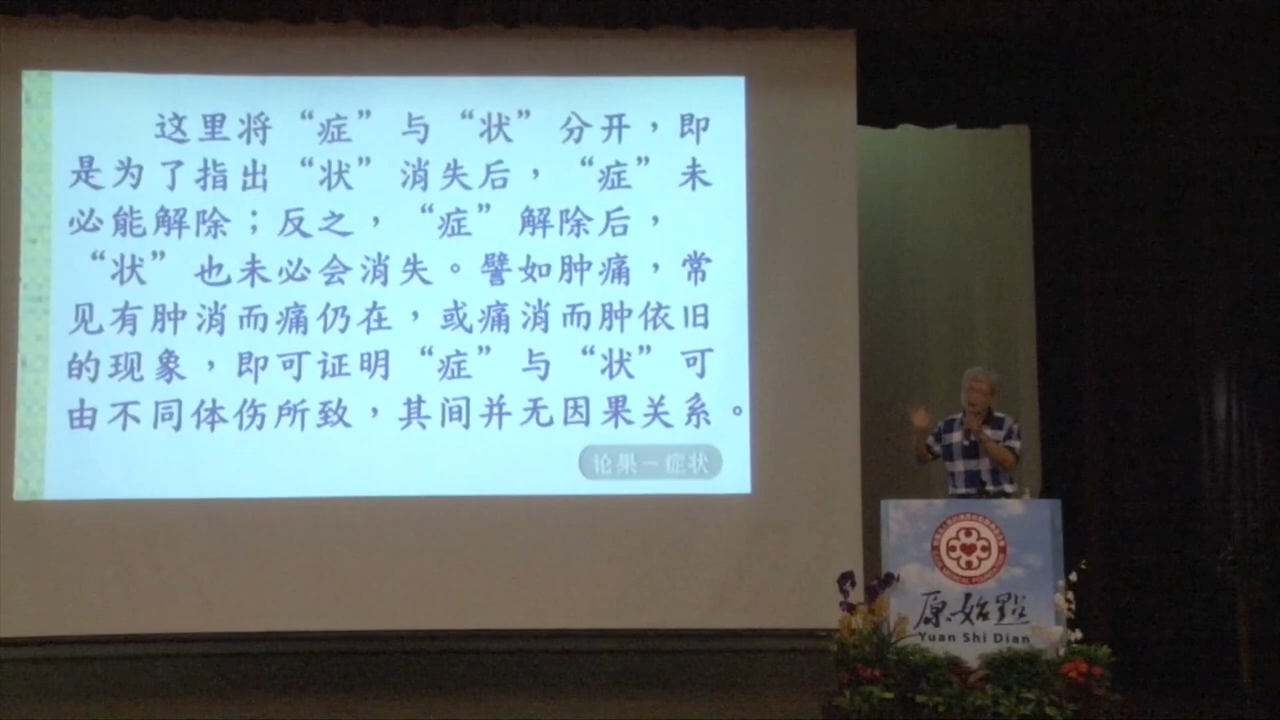 这里将“症”与“状”分开，即
是为了指出“状”消失后，“症”未
必能解除；反之，“症”解除后，
“状”也未必会消失。譬如肿痛，常
见有肿消而痛仍在，或痛消而肿依旧
的现象，即可证明“症”与“状”可
由不同体伤所致，其间并无因果关系。
论果－症状
原始點
Yuan Shi Dian